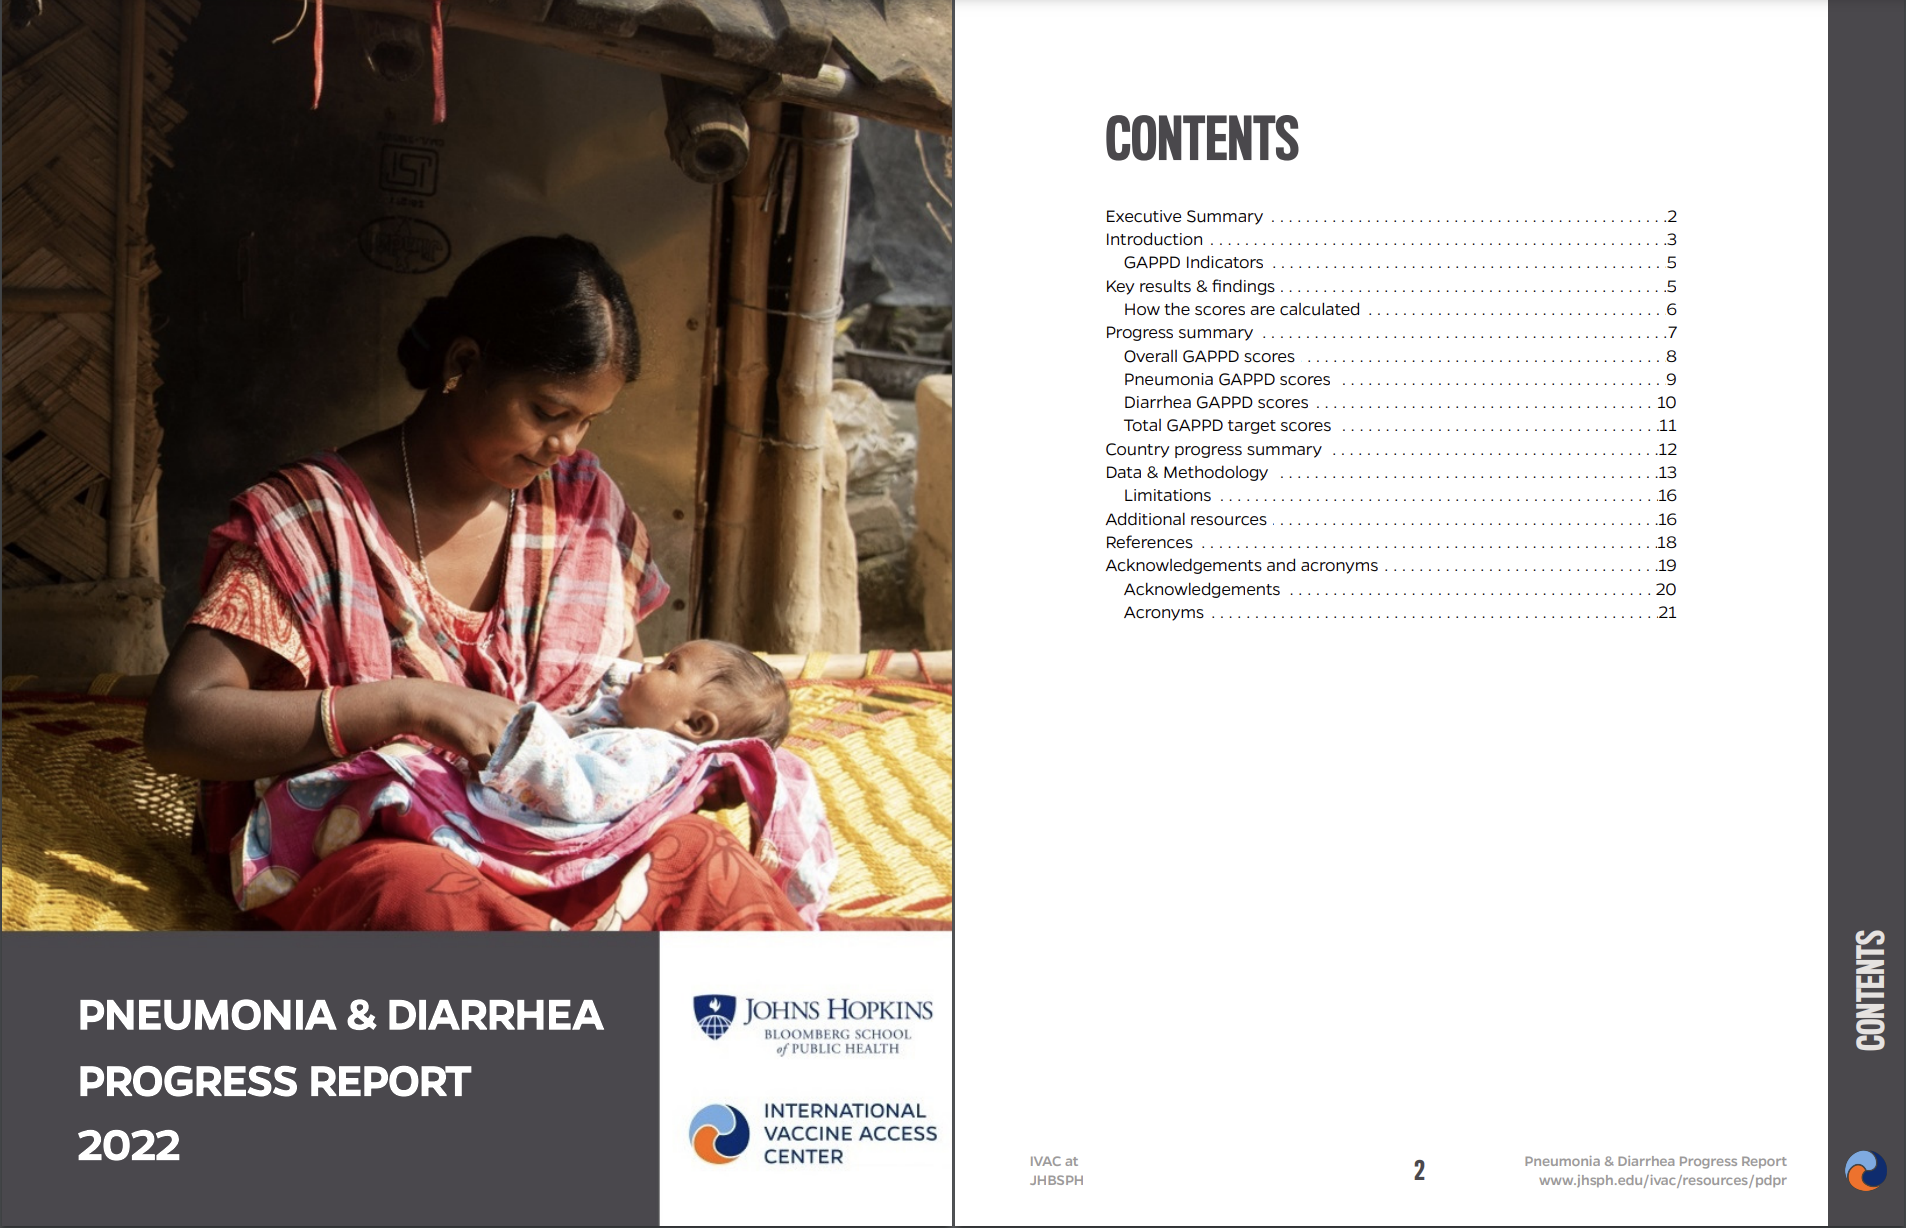 PNEUMONIA & DIARRHEA
PROGRESS REPORT
2022
JOHNS HOPKINS
BLOOMBERG SCHOOL
of PUBLIC HEALTH
INTERNATIONAL
VACCINE ACCESS
CENTER
CONTENTS
Executive Summary . . . . . . . . . . . . . . . . . . . . . . . . . . . . . . . . . . . . . . . . . . . . . .2
Introduction . . . . . . . . . . . . . . . . . . . . . . . . . . . . . . . . . . . . . . . . . . . . . . . . . . . . .3
GAPPD Indicators . . . . . . . . . . . . . . . . . . . . . . . . . . . . . . . . . . . . . . . . . . . . . 5
Key results & findings . . . . . . . . . . . . . . . . . . . . . . . . . . . . . . . . . . . . . . . . . . . . .5
How the scores are calculated . . . . . . . . . . . . . . . . . . . . . . . . . . . . . . . . . . 6
Progress summary . . . . . . . . . . . . . . . . . . . . . . . . . . . . . . . . . . . . . . . . . . . . . . .7
Overall GAPPD scores . . . . . . . . . . . . . . . . . . . . . . . . . . . . . . . . . . . . . . . . . 8
Pneumonia GAPPD scores . . . . . . . . . . . . . . . . . . . . . . . . . . . . . . . . . . . . . 9
Diarrhea GAPPD scores . . . . . . . . . . . . . . . . . . . . . . . . . . . . . . . . . . . . . . . 10
Total GAPPD target scores . . . . . . . . . . . . . . . . . . . . . . . . . . . . . . . . . . . . .11
Country progress summary . . . . . . . . . . . . . . . . . . . . . . . . . . . . . . . . . . . . . .12
Data & Methodology . . . . . . . . . . . . . . . . . . . . . . . . . . . . . . . . . . . . . . . . . . . .13
Limitations . . . . . . . . . . . . . . . . . . . . . . . . . . . . . . . . . . . . . . . . . . . . . . . . . . .16
Additional resources . . . . . . . . . . . . . . . . . . . . . . . . . . . . . . . . . . . . . . . . . . . . .16
References . . . . . . . . . . . . . . . . . . . . . . . . . . . . . . . . . . . . . . . . . . . . . . . . . . . . .18
Acknowledgements and acronyms . . . . . . . . . . . . . . . . . . . . . . . . . . . . . . . .19
Acknowledgements . . . . . . . . . . . . . . . . . . . . . . . . . . . . . . . . . . . . . . . . . . 20
Acronyms . . . . . . . . . . . . . . . . . . . . . . . . . . . . . . . . . . . . . . . . . . . . . . . . . . . .21
CONTENTS
IVAC at
JHBSPH
2
Pneumonia & Diarrhea Progress Report
www.jhsph.edu/ivac/resources/pdpr